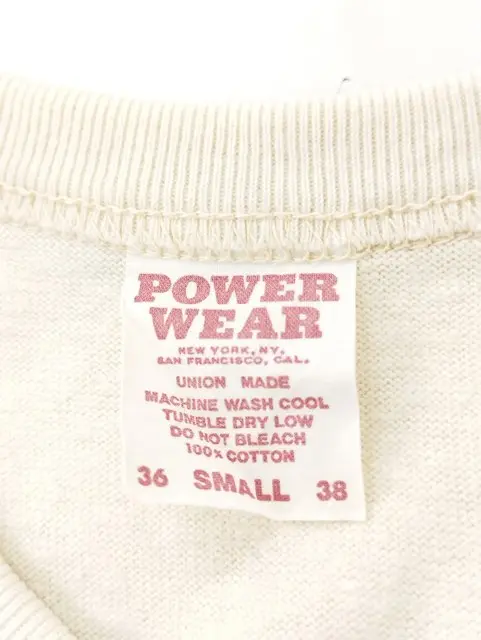 POWER
WEAR
NEW YORK, NY.
SAN FRANCISCO, CAL.
UNION MADE
MACHINE WASH COOL
TUMBLE DRY LOW
DO NOT BLEACH
100% COTTON
36 SMALL 38